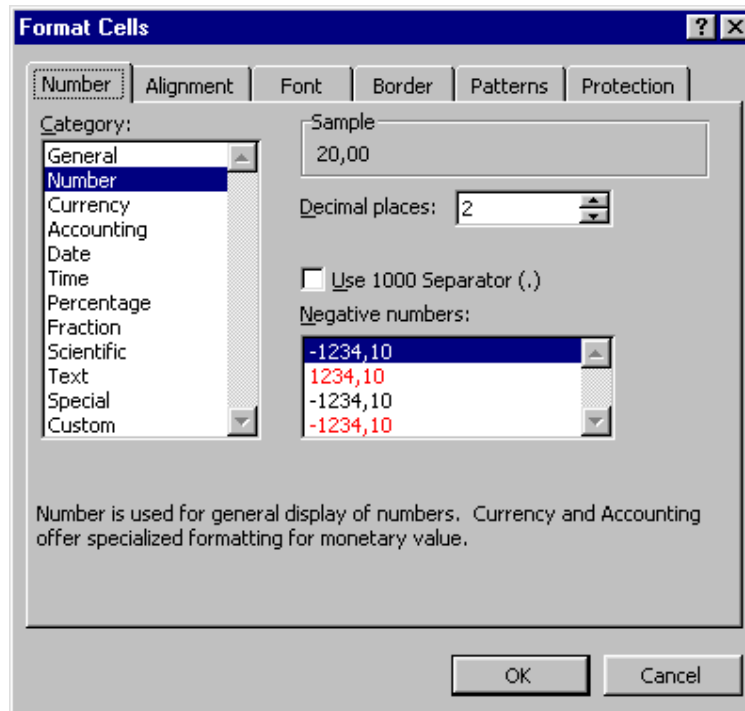 Format Cells
Number Alignment Font Border Patterns Protection
Category:
General
Number
Currency
Accounting
Date
Time
Percentage
Fraction
Scientific
Text
Special
Custom
Sample
20,00
Decimal places: 2
Use 1000 Separator (.)
Negative numbers:
-1234,10
1234,10
-1234,10
-1234,10
Number is used for general display of numbers. Currency and Accounting
offer specialized formatting for monetary value.
OK Cancel